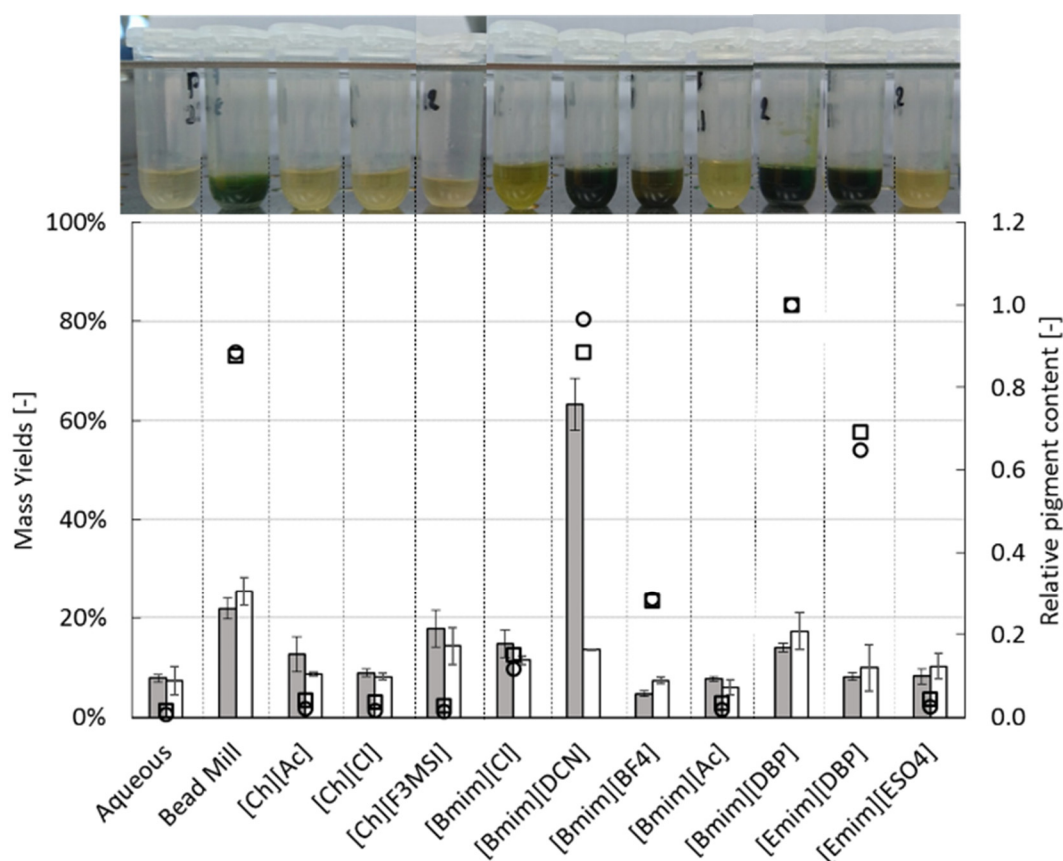 2
2
100%
80%
60%
40%
20%
0%
Mass Yields [-]
1.2
1.0
0.8
0.6
0.4
0.2
0.0
Relative pigment content [-]
Aqueous
Bead Mill
[Ch][Ac]
[Ch][Cl]
[Ch][F3MSI]
[Bmim][Cl]
[Bmim][DCN]
[Bmim][BF4]
[Bmim][Ac]
[Bmim][DBP]
[Emim][DBP]
[Emim][ESO4]